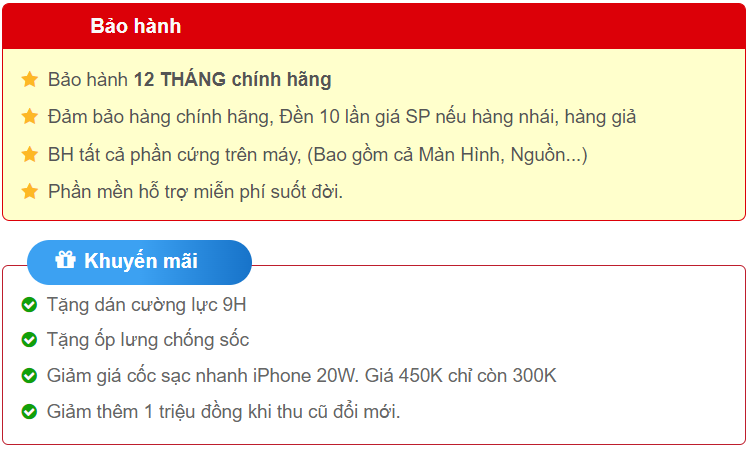 Bảo hành
Bảo hành 12 THÁNG chính hãng
Đảm bảo hàng chính hãng, Đền 10 lần giá SP nếu hàng nhái, hàng giả
BH tất cả phần cứng trên máy, (Bao gồm cả Màn Hình, Nguồn...)
Phần mền hỗ trợ miễn phí suốt đời.
Khuyến mãi
Tặng dán cường lực 9H
Tặng ốp lưng chống sốc
Giảm giá cốc sạc nhanh iPhone 20W. Giá 450K chỉ còn 300K
Giảm thêm 1 triệu đồng khi thu cũ đổi mới.